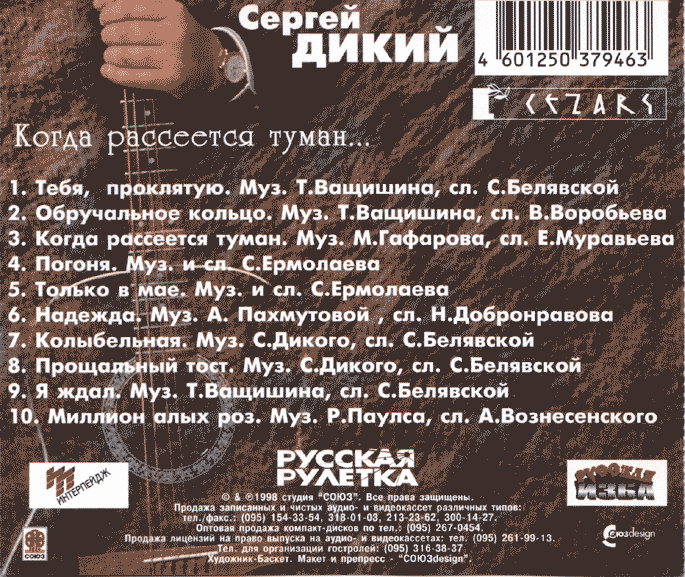 Сергей
ДИКИЙ
4 601250 379463
CEZARS
Когда рассеется туман...
1. Тебя, проклятую. Муз. Т.Ващишина, сл. С.Белявской
2. Обручальное кольцо. Муз. Т.Ващишина, сл. В.Воробьева
3. Когда рассеется туман. Муз. М.Гафарова, сл. Е.Муравьева
4. Погоня. Муз. и сл. С.Ермолаева
5. Только в мае. Муз. и сл. С.Ермолаева
6. Надежда. Муз. А. Пахмутовой , сл. Н.Добронравова
7. Колыбельная. Муз. С.Дикого, сл. С.Белявской
8. Прощальный тост. Муз. С.Дикого, сл. С.Белявской
9. Я ждал. Муз. Т.Ващишина, сл. С.Белявской
10. Миллион алых роз. Муз. Р.Паулса, сл. А.Вознесенского
РУССКАЯ
РУЛЕТКА
ИНТЕРПЕЙДЖ
РУССКАЯ
ИЗБА
© & ℗1998 студия "СОЮЗ". Все права защищены.
Продажа записанных и чистых аудио- и видеокассет различных типов:
тел./факс.: (095) 154-33-54, 318-01-03, 213-23-62, 300-14-27.
Оптовая продажа компакт-дисков по тел.: (095) 267-0454.
Продажа лицензий на право выпуска на аудио- и видеокассетах: тел. (095) 261-99-13.
Тел. для организации гостролей: (095) 316-38-37
Художник-Баскет. Макет и препресс - "СОЮЗdesign".
СОЮЗ
Союзdesign